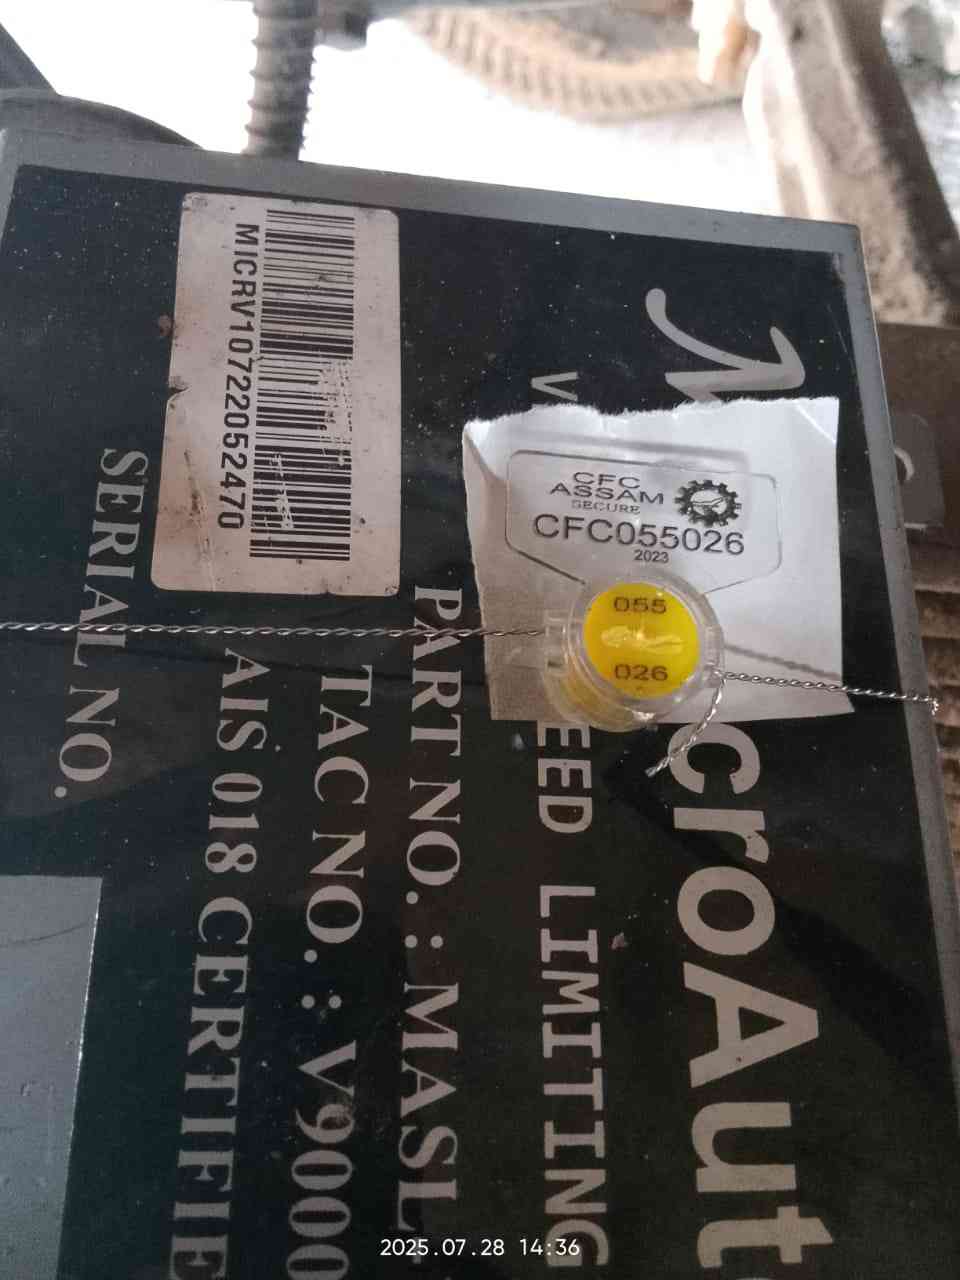 MicroAut
V
EED LIMITING
PART NO. : MASL
TAC NO. : V9000
AIS 018 CERTIFIE
SERIAL NO.
MICRV10722052470
CFC
ASSAM
SECURE
CFC055026
2023
055
026
2025.07.28 14:36